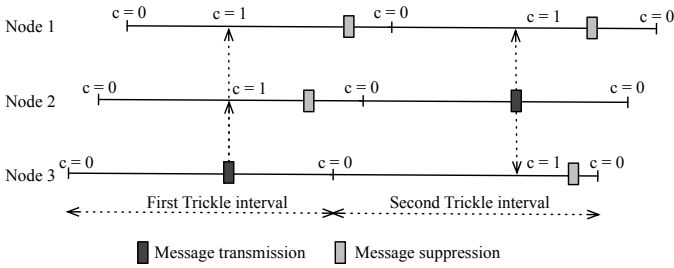 c = 0 c = 1 c = 0 c = 1 c = 0
Node 1
c = 0 c = 1 c = 0 c = 0
Node 2
c = 0 c = 0 c = 1 c = 0
Node 3
First Trickle interval Second Trickle interval
Message transmission Message suppression